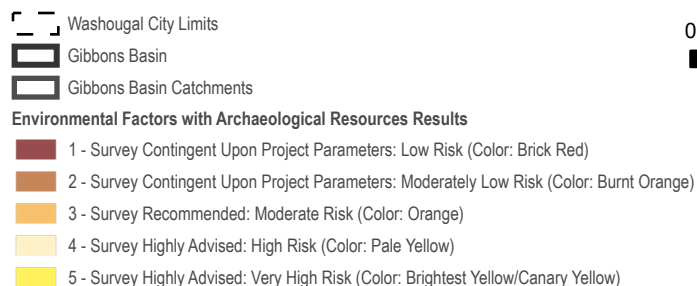 Washougal City Limits
0
Gibbons Basin
Gibbons Basin Catchments
Environmental Factors with Archaeological Resources Results
1 - Survey Contingent Upon Project Parameters: Low Risk (Color: Brick Red)
2 - Survey Contingent Upon Project Parameters: Moderately Low Risk (Color: Burnt Orange)
3 - Survey Recommended: Moderate Risk (Color: Orange)
4 - Survey Highly Advised: High Risk (Color: Pale Yellow)
5 - Survey Highly Advised: Very High Risk (Color: Brightest Yellow/Canary Yellow)